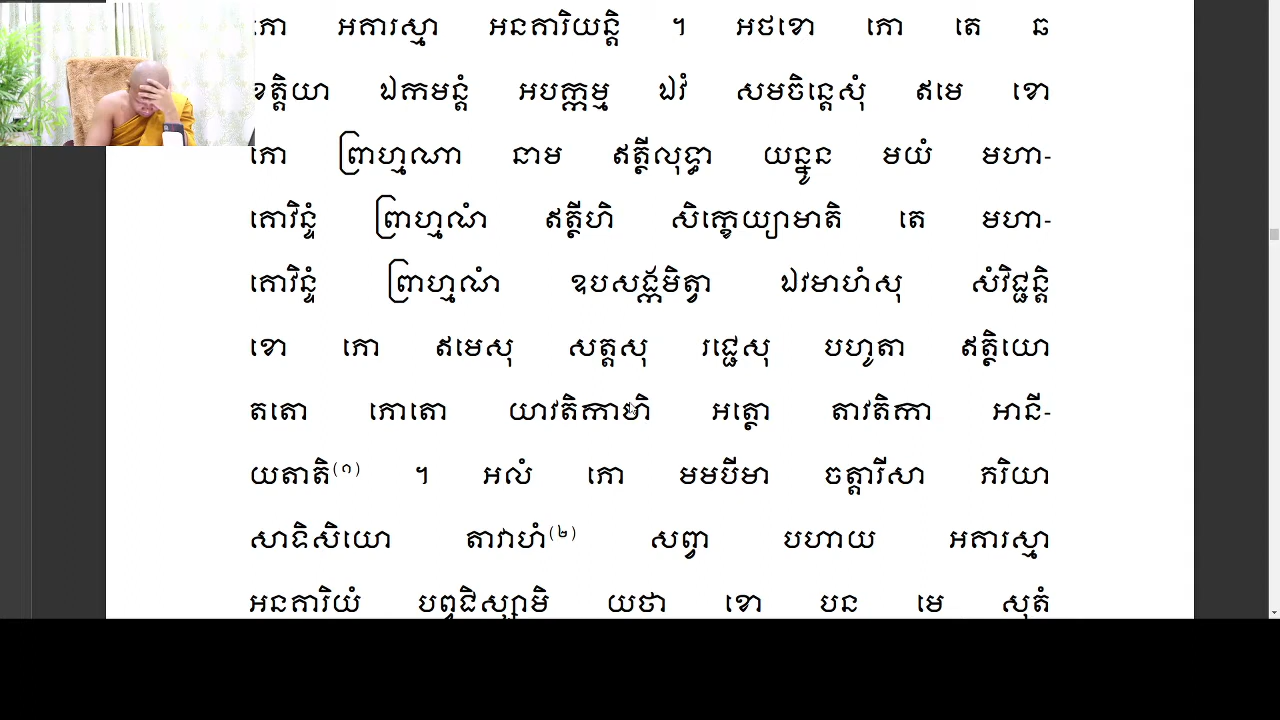 ភោ អគារស្មា អនគារិយន្តិ ។ អថខោ ភោ តេ ឆ
ខត្តិយា ឯកមន្តំ អបក្កម្ម ឯវំ សមចិន្តេសុំ ឥមេ ខោ
ភោ ព្រាហ្មណា នាម ឥត្ថីលុទ្ធា យន្នូន មយំ មហា-
គោវិន្ទំ ព្រាហ្មណំ ឥត្ថីហិ សិក្ខេយ្យាមាតិ តេ មហា-
គោវិន្ទំ ព្រាហ្មណំ ឧបសង្កមិត្វា ឯវមាហំសុ សំវិជ្ជន្តិ
ខោ ភោ ឥមេសុ សត្តសុ រជ្ជេសុ បហូតា ឥត្ថិយោ
តតោ ភោតោ យាវតិកាហិ អត្ថោ តាវតិកា អានី-
យតាតិ(១) ។ អលំ ភោ មមបីមា ចត្តារីសា ភរិយា
សាទិសិយោ តាវាហំ(២) សព្វា បហាយ អគារស្មា
អនគារិយំ បព្វជិស្សាមិ យថា ខោ បន មេ សុតំ